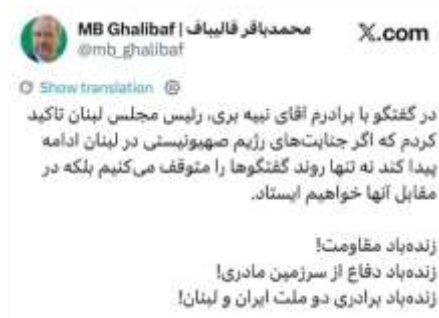 MB Ghalibaf | محمدباقر قالیباف
@mb_ghalibaf
X.com
Show translation
در گفتگو با برادرم آقای نبیه بری، رئیس مجلس لبنان تاکید
کردم که اگر جنایت‌های رژیم صهیونیستی در لبنان ادامه
پیدا کند نه تنها روند گفتگوها را متوقف می‌کنیم بلکه در
مقابل آنها خواهیم ایستاد.
زنده‌باد مقاومت!
زنده‌باد دفاع از سرزمین مادری!
زنده‌باد برادری دو ملت ایران و لبنان!